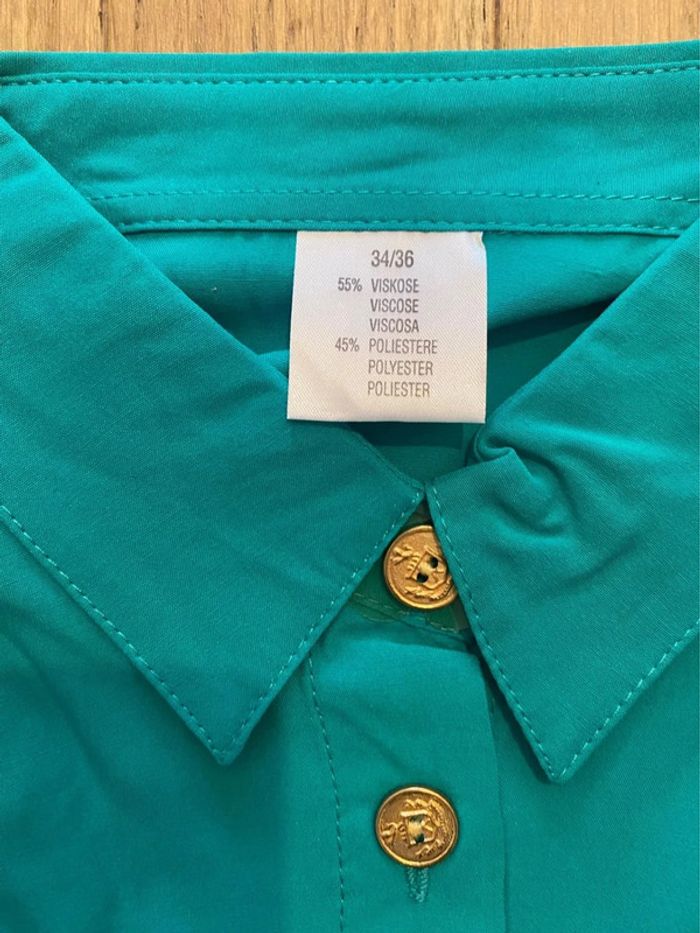 34/36
55% VISKOSE
VISCOSE
VISCOSA
45% POLIESTERE
POLYESTER
POLIESTER